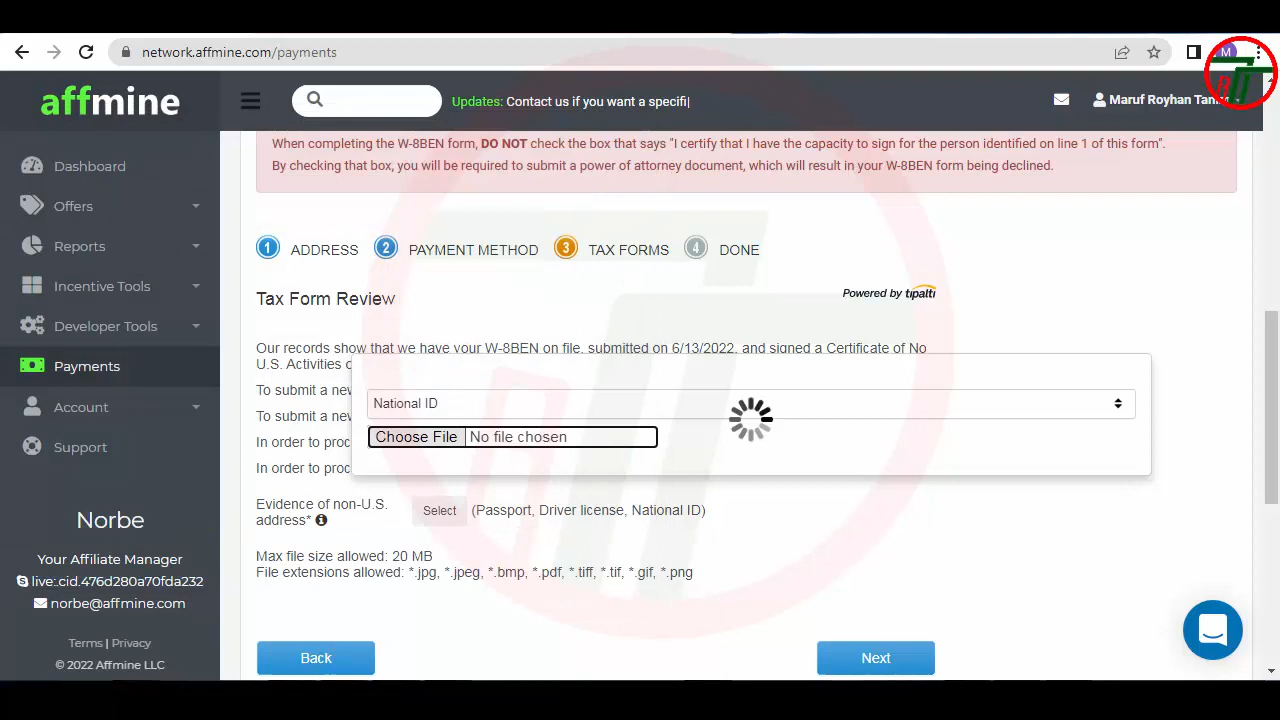 network.affmine.com/payments
M
affmine
Updates: Contact us if you want a specifi|
Maruf Royhan
When completing the W-8BEN form, DO NOT check the box that says "I certify that I have the capacity to sign for the person identified on line 1 of this form".
By checking that box, you will be required to submit a power of attorney document, which will result in your W-8BEN form being declined.
Dashboard
Offers
Reports
Incentive Tools
Developer Tools
Payments
Account
Support
1 ADDRESS 2 PAYMENT METHOD 3 TAX FORMS 4 DONE
Tax Form Review
Powered by tipalti
Our records show that we have your W-8BEN on file, submitted on 6/13/2022, and signed a Certificate of No
U.S. Activities
To submit a
To submit a
In order to
In order to
National ID
Choose File No file chosen
Evidence of non-U.S.
address*
Select (Passport, Driver license, National ID)
Max file size allowed: 20 MB
File extensions allowed: *.jpg, *.jpeg, *.bmp, *.pdf, *.tiff, *.tif, *.gif, *.png
Back
Next
Norbe
Your Affiliate Manager
live:.cid.476d280a70fda232
norbe@affmine.com
Terms | Privacy
© 2022 Affmine LLC